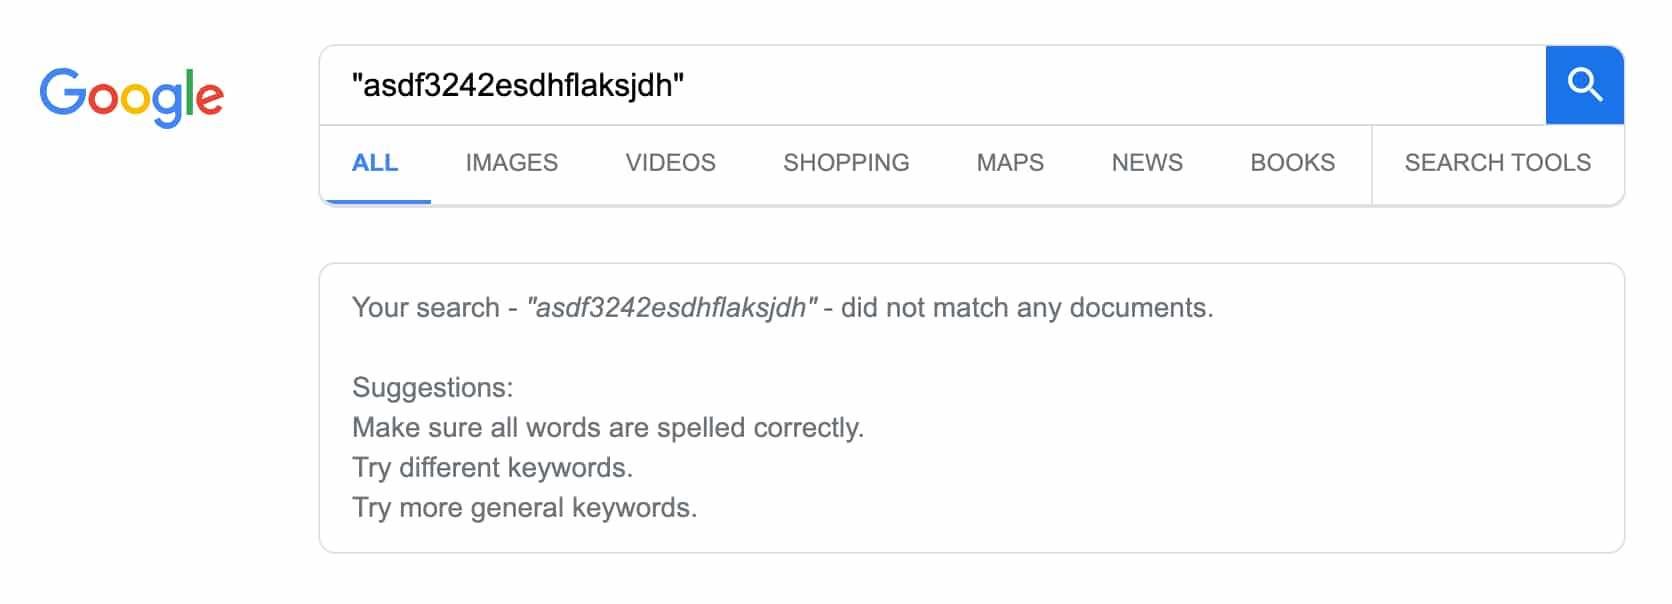 Google
"asdf3242esdhflaksjdh"
ALL IMAGES VIDEOS SHOPPING MAPS NEWS BOOKS SEARCH TOOLS
Your search - "asdf3242esdhflaksjdh" - did not match any documents.
Suggestions:
Make sure all words are spelled correctly.
Try different keywords.
Try more general keywords.